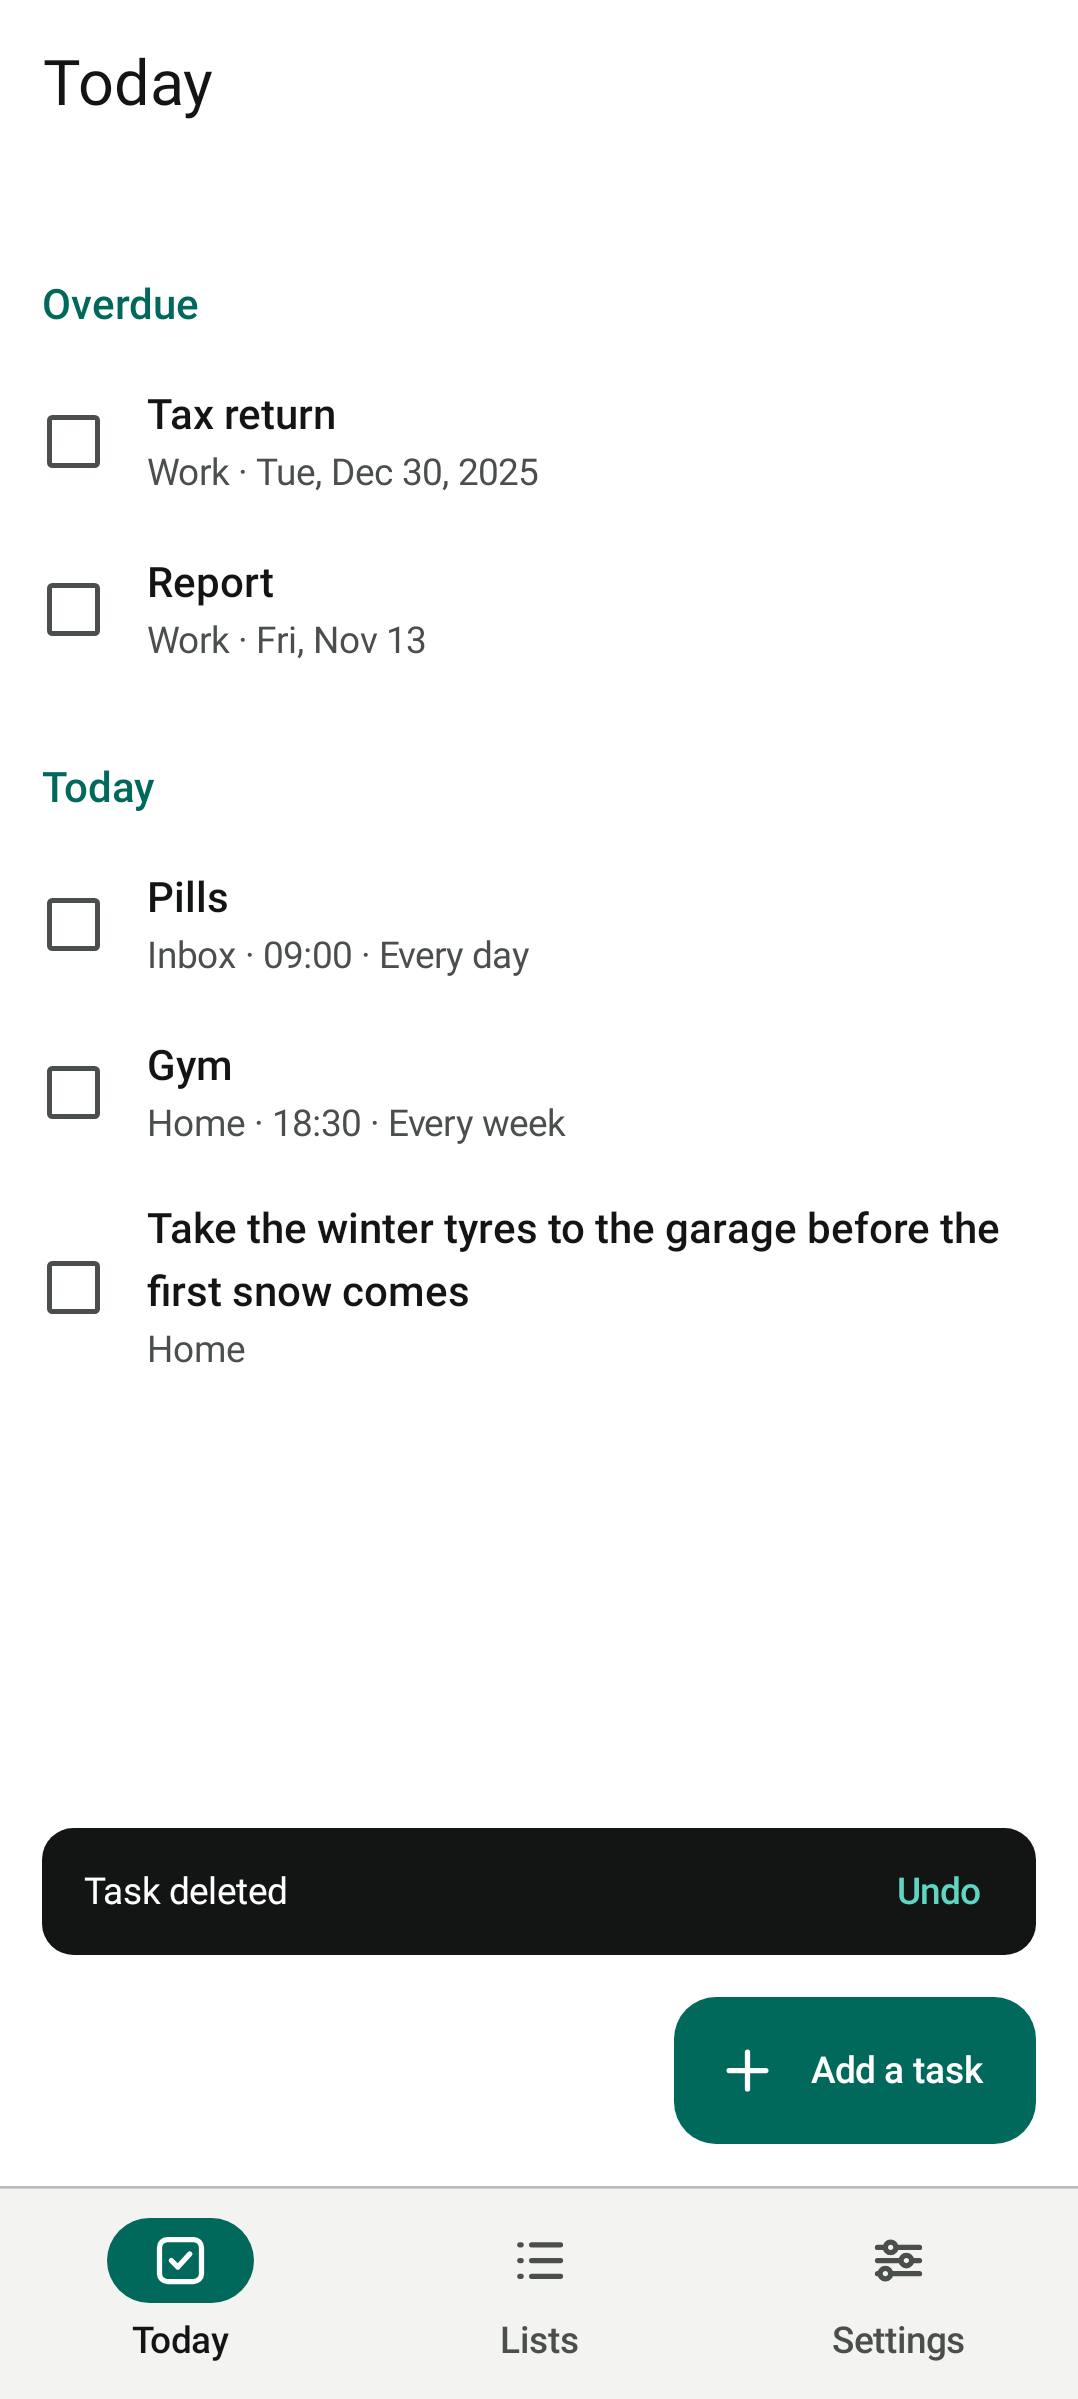 Today
Overdue
Tax return
Work · Tue, Dec 30, 2025
Report
Work · Fri, Nov 13
Today
Pills
Inbox · 09:00 · Every day
Gym
Home · 18:30 · Every week
Take the winter tyres to the garage before the
first snow comes
Home
Task deleted
Undo
Add a task
Today
Lists
Settings